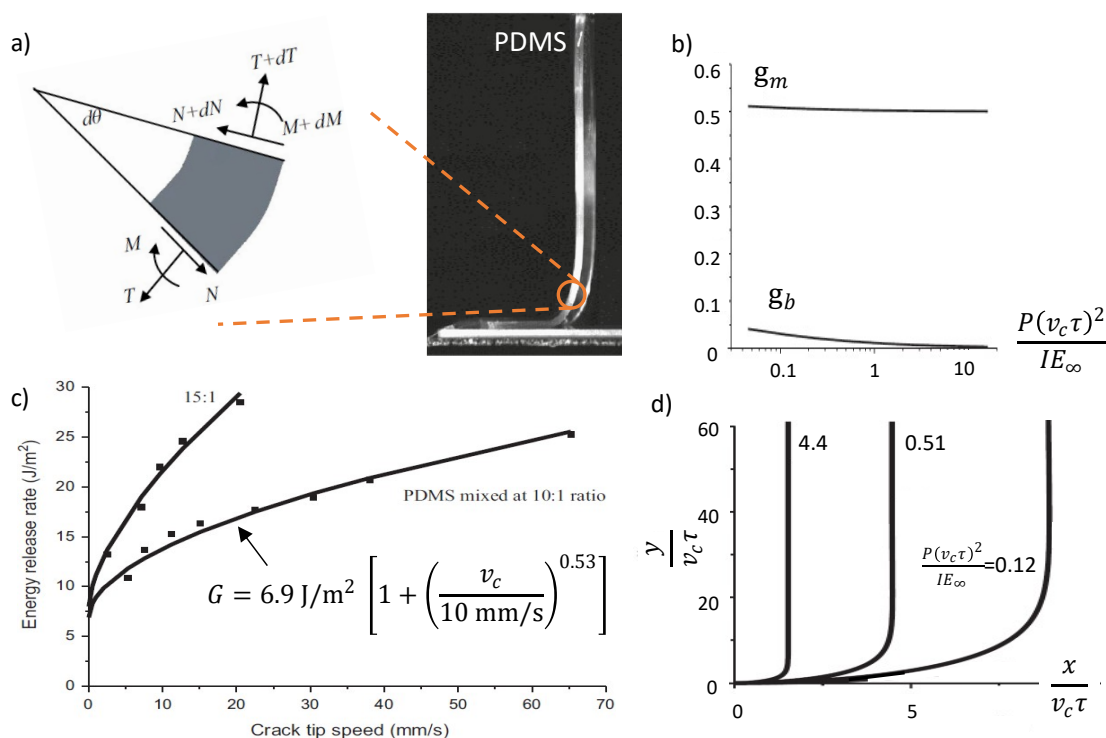 a)
T+dT
N+dN
M+ dM
dθ
M
T
N
PDMS
b)
0.6
g_m
0.5
0.4
0.3
0.2
0.1
g_b
0
0.1
1
10
P(v_cτ)²
IE_∞
c)
30
25
20
15
10
5
0
15:1
PDMS mixed at 10:1 ratio
G = 6.9 J/m² [1 + (v_c / 10 mm/s)^0.53]
Energy release rate (J/m²)
0 10 20 30 40 50 60 70
Crack tip speed (mm/s)
d)
60
40
20
0
4.4
0.51
P(v_cτ)²
IE_∞
=0.12
y
v_cτ
0
5
x
v_cτ